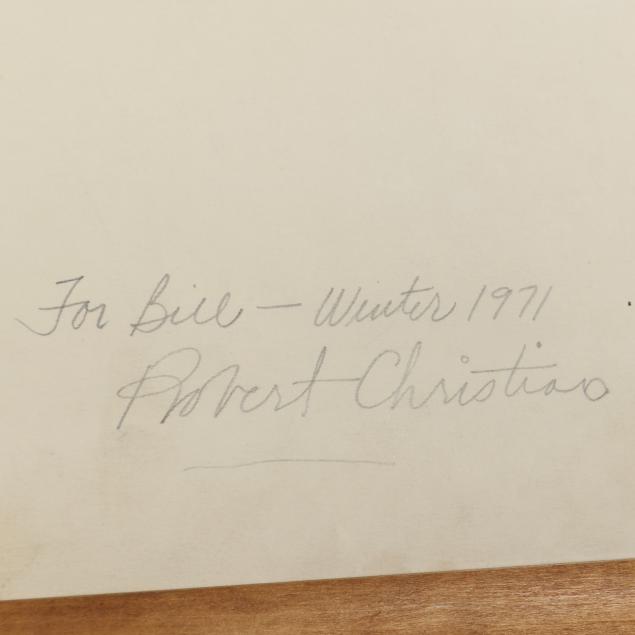 For Bill — Winter 1971
Robert Christian